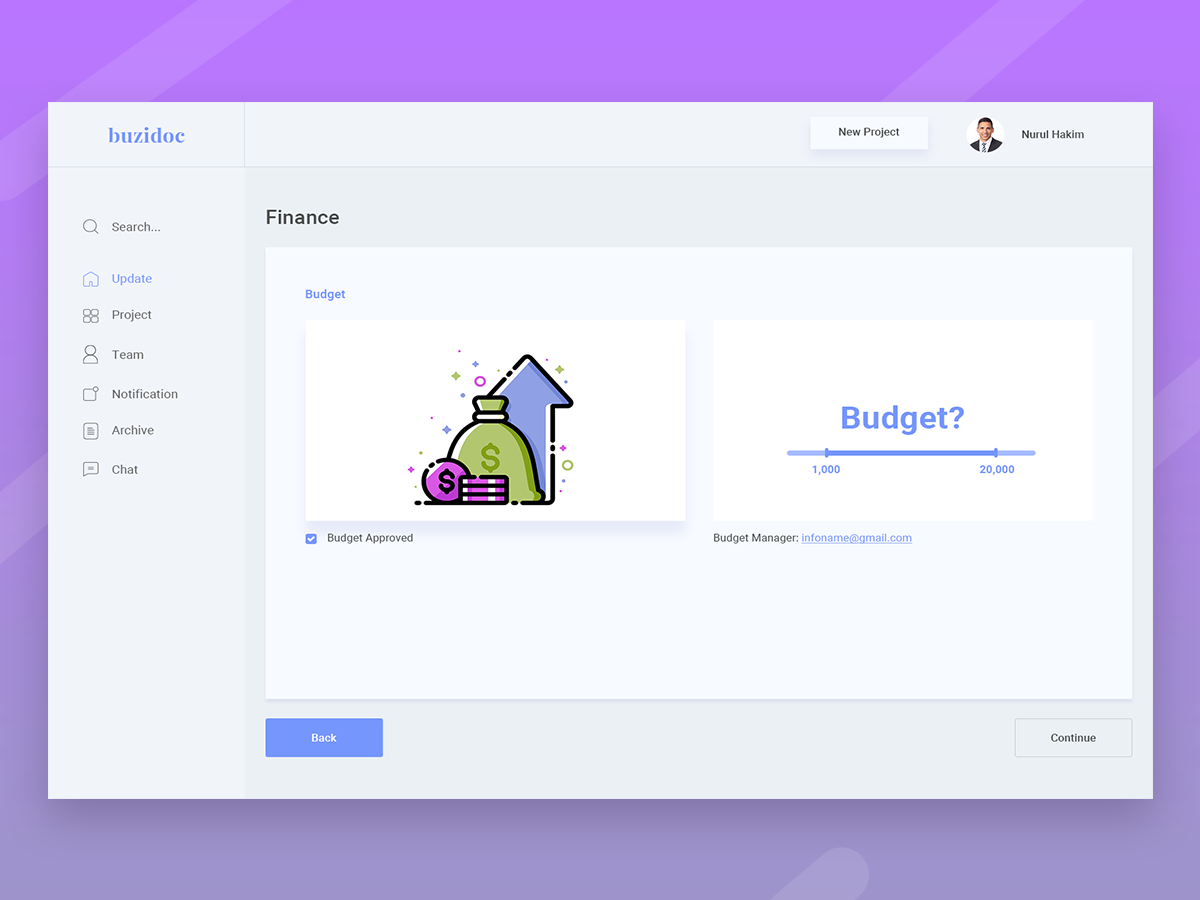 buzidoc
New Project
Nurul Hakim
Search...
Update
Project
Team
Notification
Archive
Chat
Finance
Budget
$
$
Budget?
1,000 20,000
Budget Approved
Budget Manager: infoname@gmail.com
Back
Continue